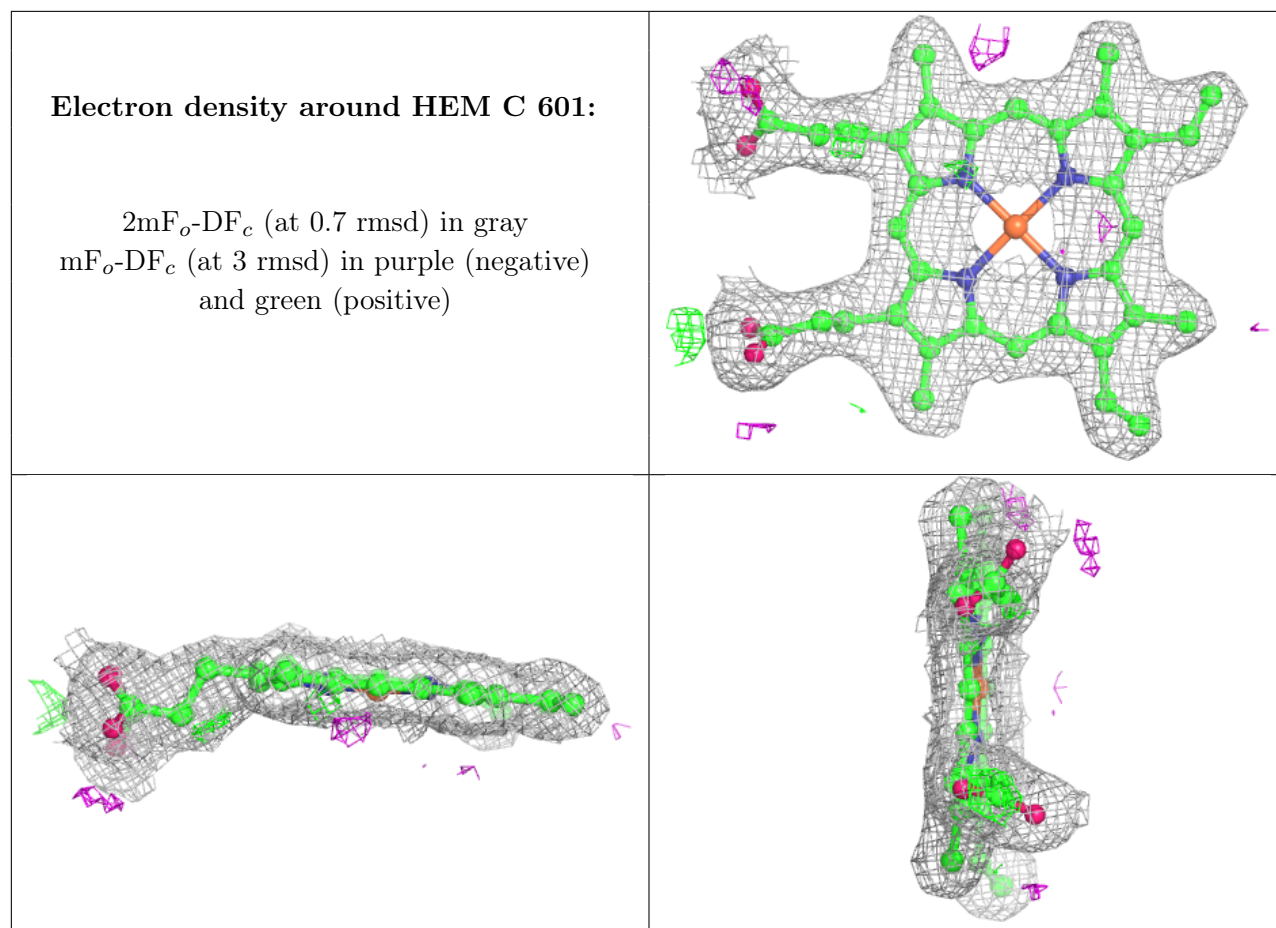 Electron density around HEM C 601:
2mFo-DFc (at 0.7 rmsd) in gray
mFo-DFc (at 3 rmsd) in purple (negative)
and green (positive)